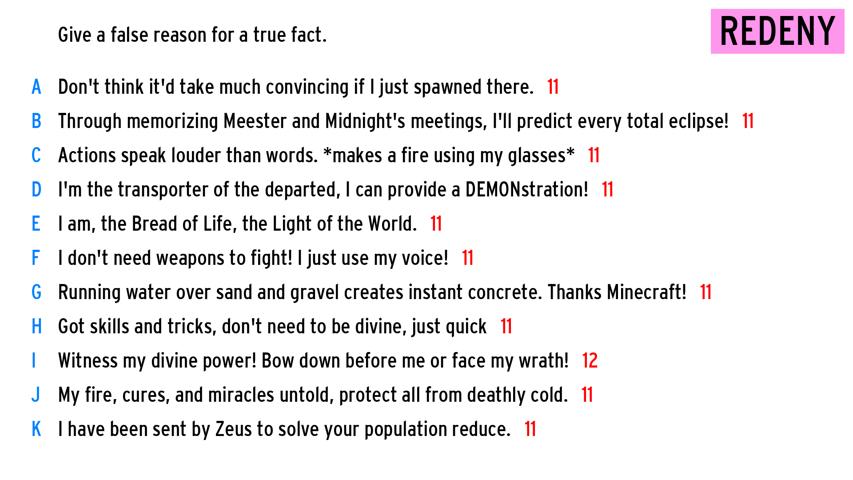 Give a false reason for a true fact.
REDENY
A Don't think it'd take much convincing if I just spawned there. 11
B Through memorizing Meester and Midnight's meetings, I'll predict every total eclipse! 11
C Actions speak louder than words. *makes a fire using my glasses* 11
D I'm the transporter of the departed, I can provide a DEMONstration! 11
E I am, the Bread of Life, the Light of the World. 11
F I don't need weapons to fight! I just use my voice! 11
G Running water over sand and gravel creates instant concrete. Thanks Minecraft! 11
H Got skills and tricks, don't need to be divine, just quick 11
I Witness my divine power! Bow down before me or face my wrath! 12
J My fire, cures, and miracles untold, protect all from deathly cold. 11
K I have been sent by Zeus to solve your population reduce. 11